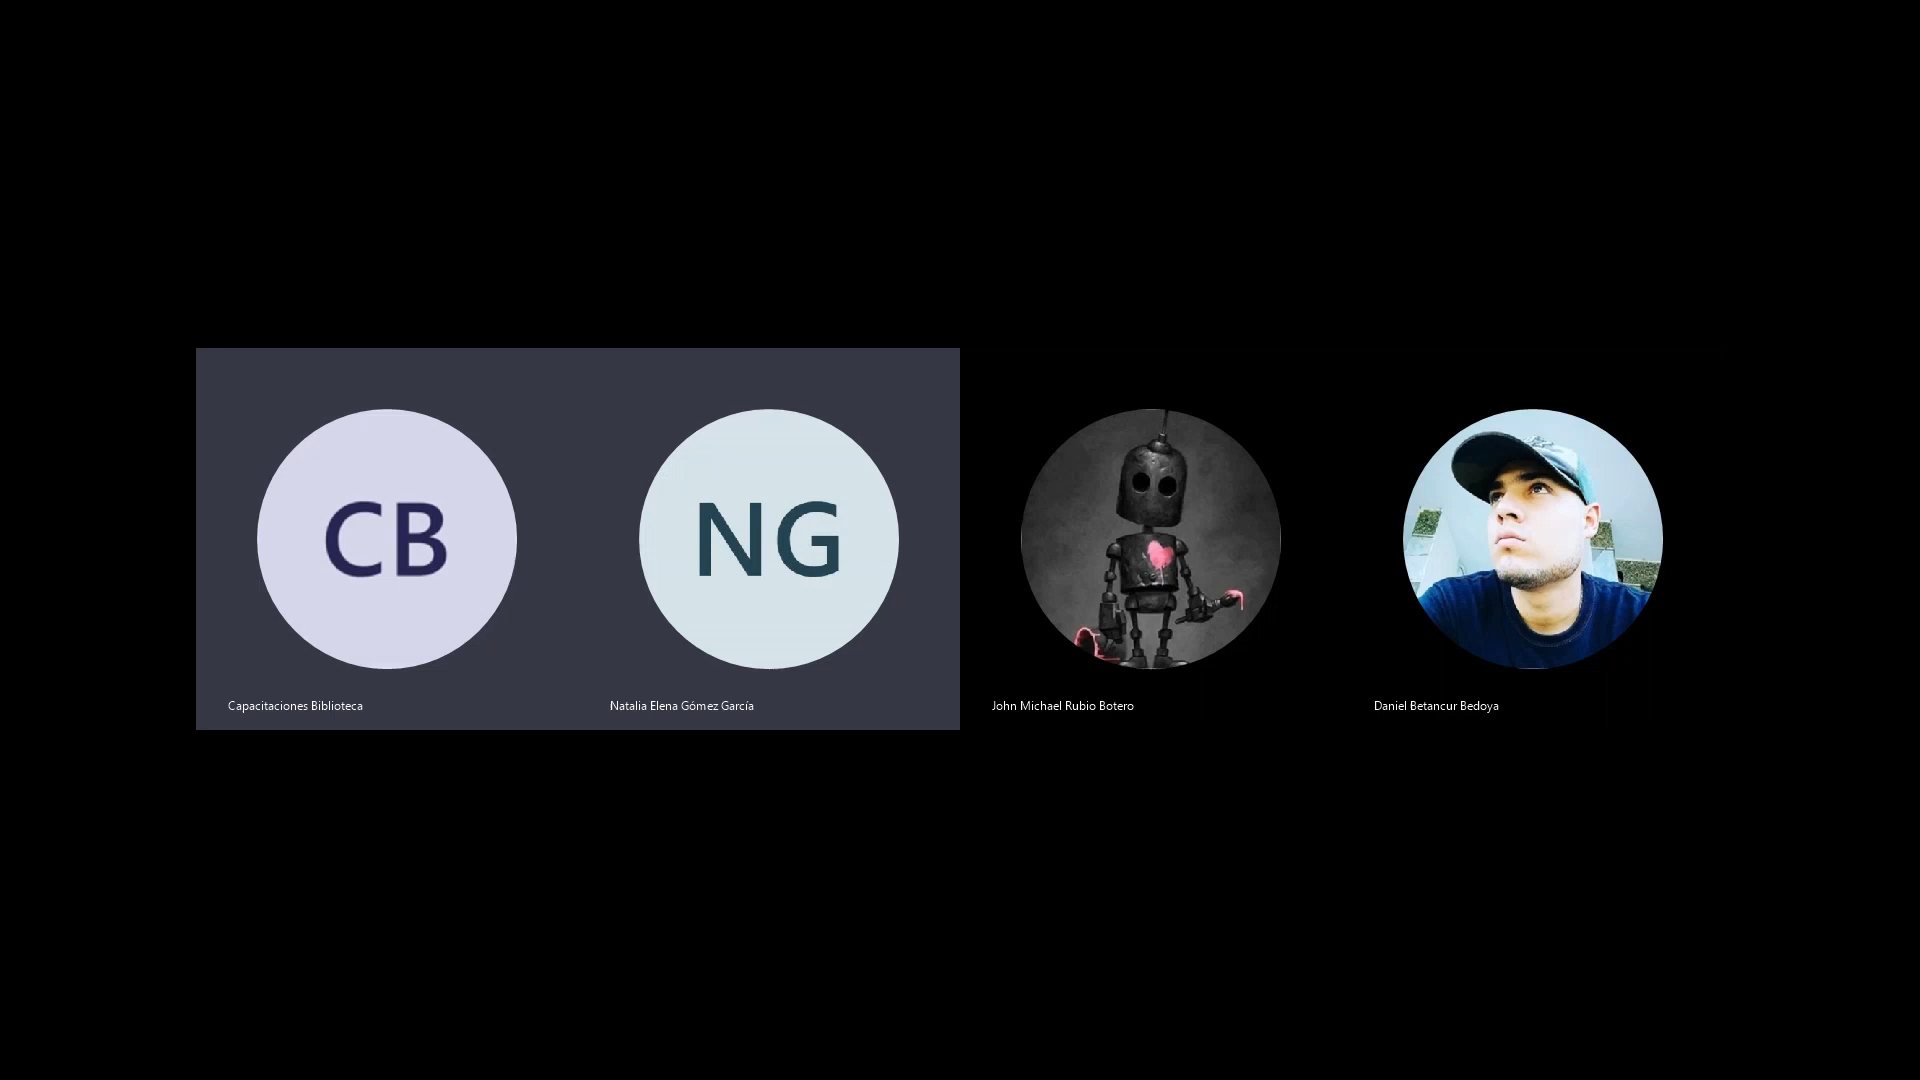 CB
NG
Capacitaciones Biblioteca
Natalia Elena Gómez García
John Michael Rubio Botero
Daniel Betancur Bedoya